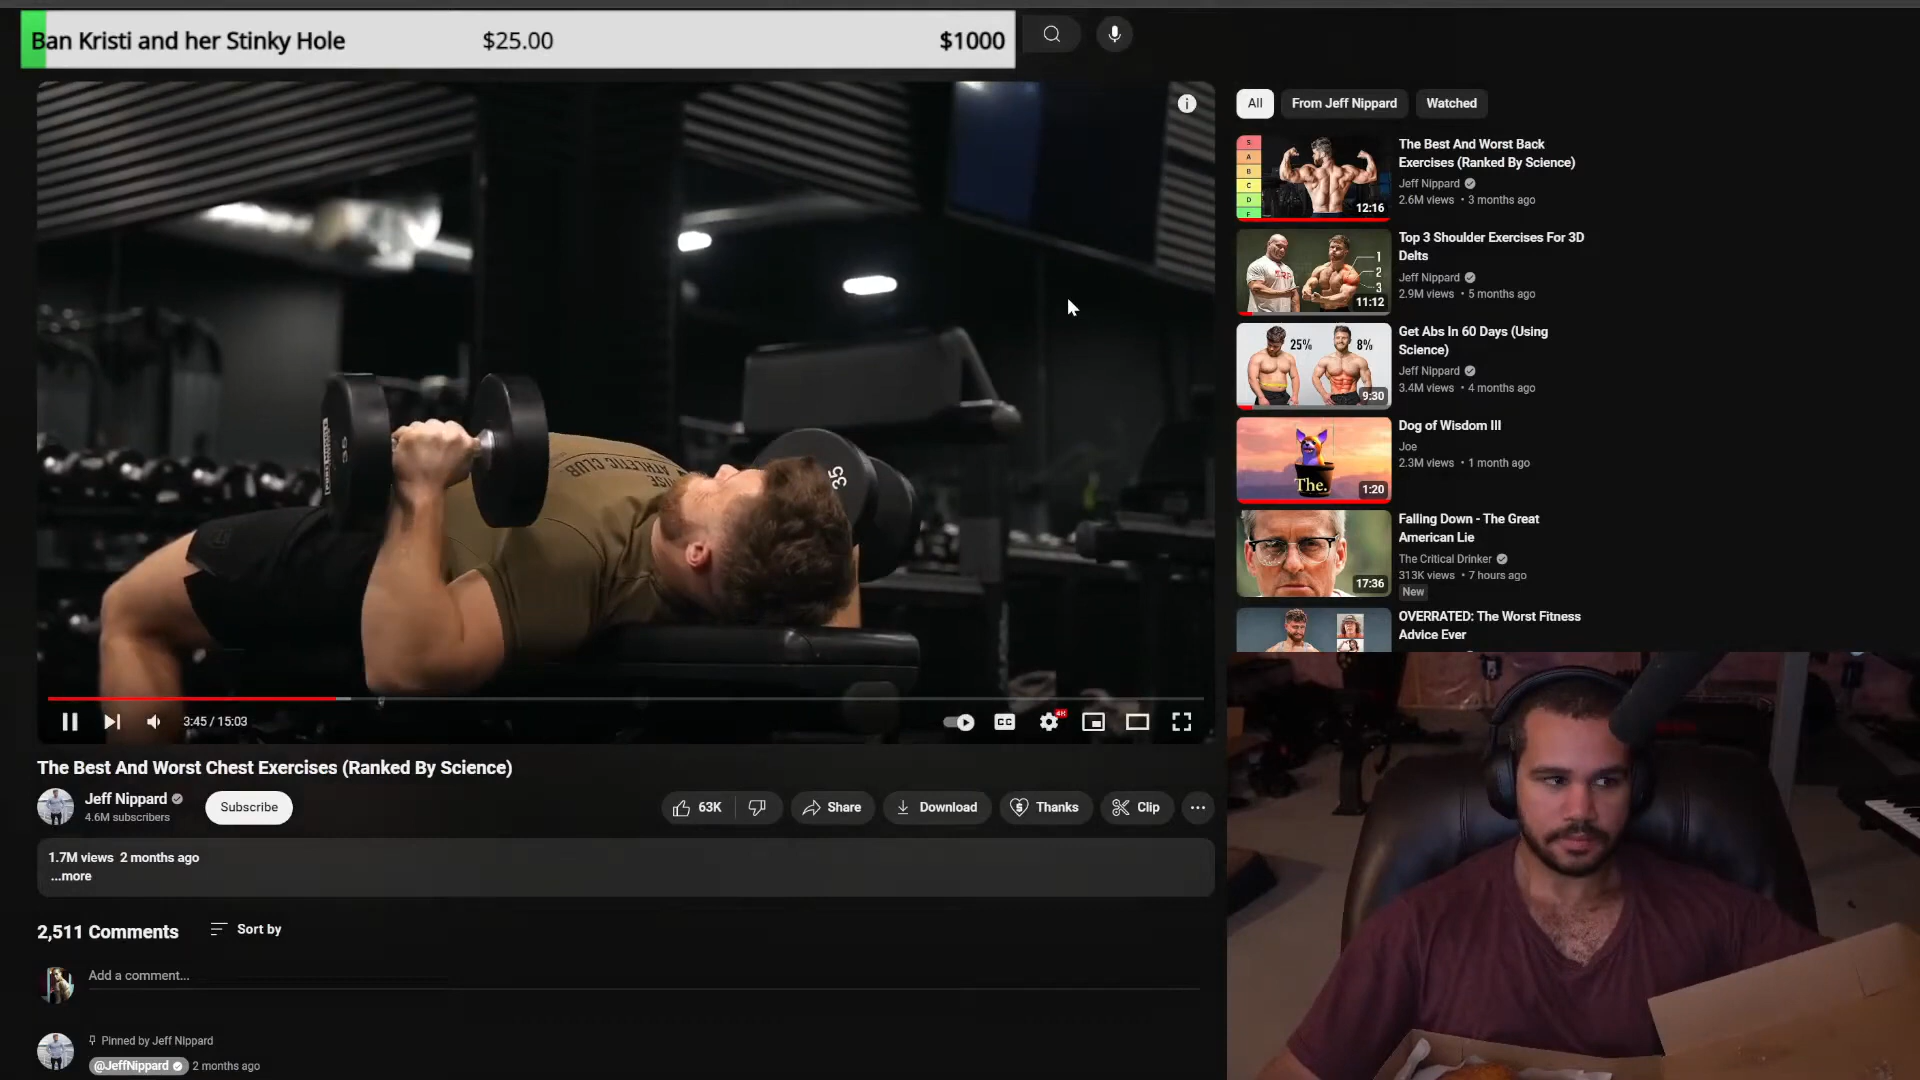 Ban Kristi and her Stinky Hole $25.00 $1000
All From Jeff Nippard Watched
S
A
B
C
D
F
12:16
The Best And Worst Back
Exercises (Ranked By Science)
Jeff Nippard
2.6M views • 3 months ago
1
2
3
11:12
Top 3 Shoulder Exercises For 3D
Delts
Jeff Nippard
2.9M views • 5 months ago
25% 8%
9:30
Get Abs In 60 Days (Using
Science)
Jeff Nippard
3.4M views • 4 months ago
The.
1:20
Dog of Wisdom III
Joe
2.3M views • 1 month ago
17:36
Falling Down - The Great
American Lie
The Critical Drinker
313K views • 7 hours ago
New
OVERRATED: The Worst Fitness
Advice Ever
ATHLETIC CLUB
35
3:45 / 15:03
CC
4K
The Best And Worst Chest Exercises (Ranked By Science)
Jeff Nippard
4.6M subscribers
Subscribe
63K Share Download Thanks Clip
1.7M views 2 months ago
...more
2,511 Comments Sort by
Add a comment...
Pinned by Jeff Nippard
@JeffNippard 2 months ago